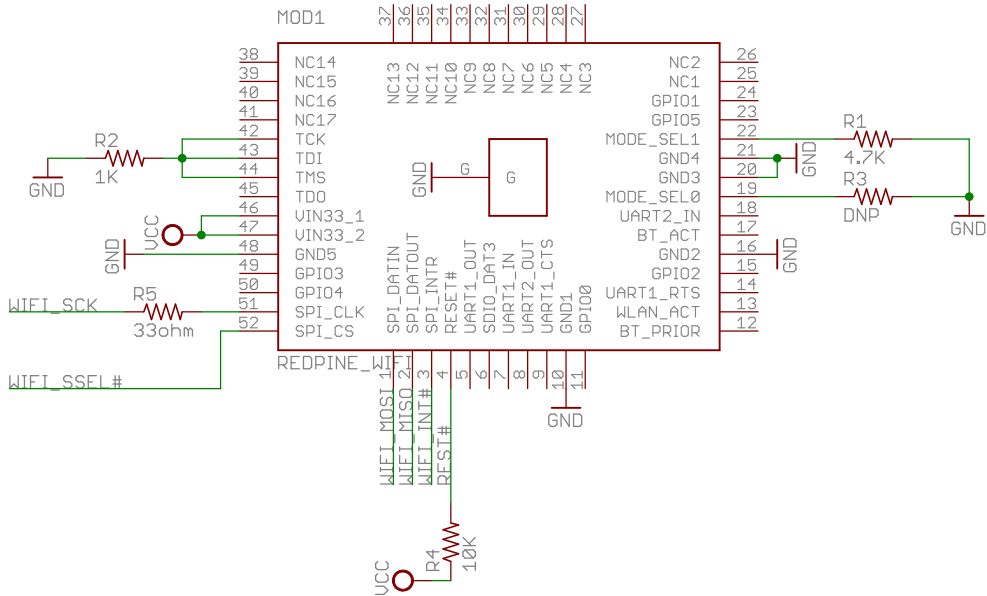 MOD1
37
36
35
34
33
32
31
30
29
28
27
NC13
NC12
NC11
NC10
NC9
NC8
NC7
NC6
NC5
NC4
NC3
38 NC14
39 NC15
40 NC16
41 NC17
42 TCK
43 TDI
44 TMS
45 TDO
46 VIN33_1
47 VIN33_2
48 GND5
49 GPIO3
50 GPIO4
51 SPI_CLK
52 SPI_CS
R2
1K
GND
VCC
GND
WIFI_SCK
R5
33ohm
WIFI_SSEL#
GND
G
G
NC2 26
NC1 25
GPIO1 24
GPIO5 23
MODE_SEL1 22
GND4 21
GND3 20
MODE_SEL0 19
UART2_IN 18
BT_ACT 17
GND2 16
GPIO2 15
UART1_RTS 14
WLAN_ACT 13
BT_PRIOR 12
R1
4.7K
GND
R3
DNP
GND
GND
SPI_DATIN
SPI_DATOUT
SPI_INTR
RESET#
UART1_OUT
SDIO_DAT3
UART1_IN
UART2_OUT
UART1_CTS
GND1
GPIO0
REDPINE_WIFI
1
2
3
4
5
6
7
8
9
10
11
WIFI_MOSI
WIFI_MISO
WIFI_INT#
REST#
GND
R4
10K
VCC